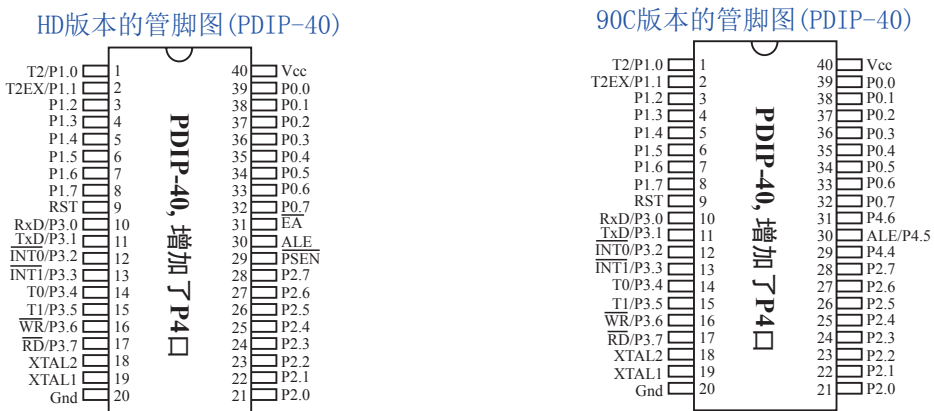 HD版本的管脚图(PDIP-40)
T2/P1.0 1 40 Vcc
T2EX/P1.1 2 39 P0.0
P1.2 3 38 P0.1
P1.3 4 37 P0.2
P1.4 5 36 P0.3
P1.5 6 35 P0.4
P1.6 7 34 P0.5
P1.7 8 33 P0.6
RST 9 32 P0.7
RxD/P3.0 10 31 EA
TxD/P3.1 11 30 ALE
INT0/P3.2 12 29 PSEN
INT1/P3.3 13 28 P2.7
T0/P3.4 14 27 P2.6
T1/P3.5 15 26 P2.5
WR/P3.6 16 25 P2.4
RD/P3.7 17 24 P2.3
XTAL2 18 23 P2.2
XTAL1 19 22 P2.1
Gnd 20 21 P2.0
PDIP-40,增加了P4口
90C版本的管脚图(PDIP-40)
T2/P1.0 1 40 Vcc
T2EX/P1.1 2 39 P0.0
P1.2 3 38 P0.1
P1.3 4 37 P0.2
P1.4 5 36 P0.3
P1.5 6 35 P0.4
P1.6 7 34 P0.5
P1.7 8 33 P0.6
RST 9 32 P0.7
RxD/P3.0 10 31 P4.6
TxD/P3.1 11 30 ALE/P4.5
INT0/P3.2 12 29 P4.4
INT1/P3.3 13 28 P2.7
T0/P3.4 14 27 P2.6
T1/P3.5 15 26 P2.5
WR/P3.6 16 25 P2.4
RD/P3.7 17 24 P2.3
XTAL2 18 23 P2.2
XTAL1 19 22 P2.1
Gnd 20 21 P2.0
PDIP-40,增加了P4口